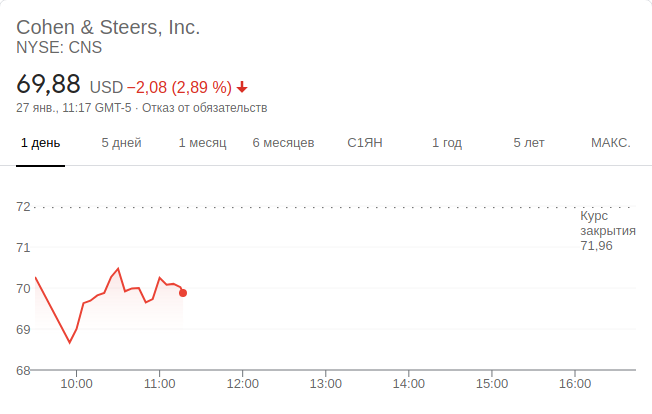 Cohen & Steers, Inc.
NYSE: CNS
69,88 USD −2,08 (2,89 %)
27 янв., 11:17 GMT-5 · Отказ от обязательств
1 день 5 дней 1 месяц 6 месяцев С1ЯН 1 год 5 лет МАКС.
72
Курс
закрытия
71,96
71
70
69
68
10:00 11:00 12:00 13:00 14:00 15:00 16:00